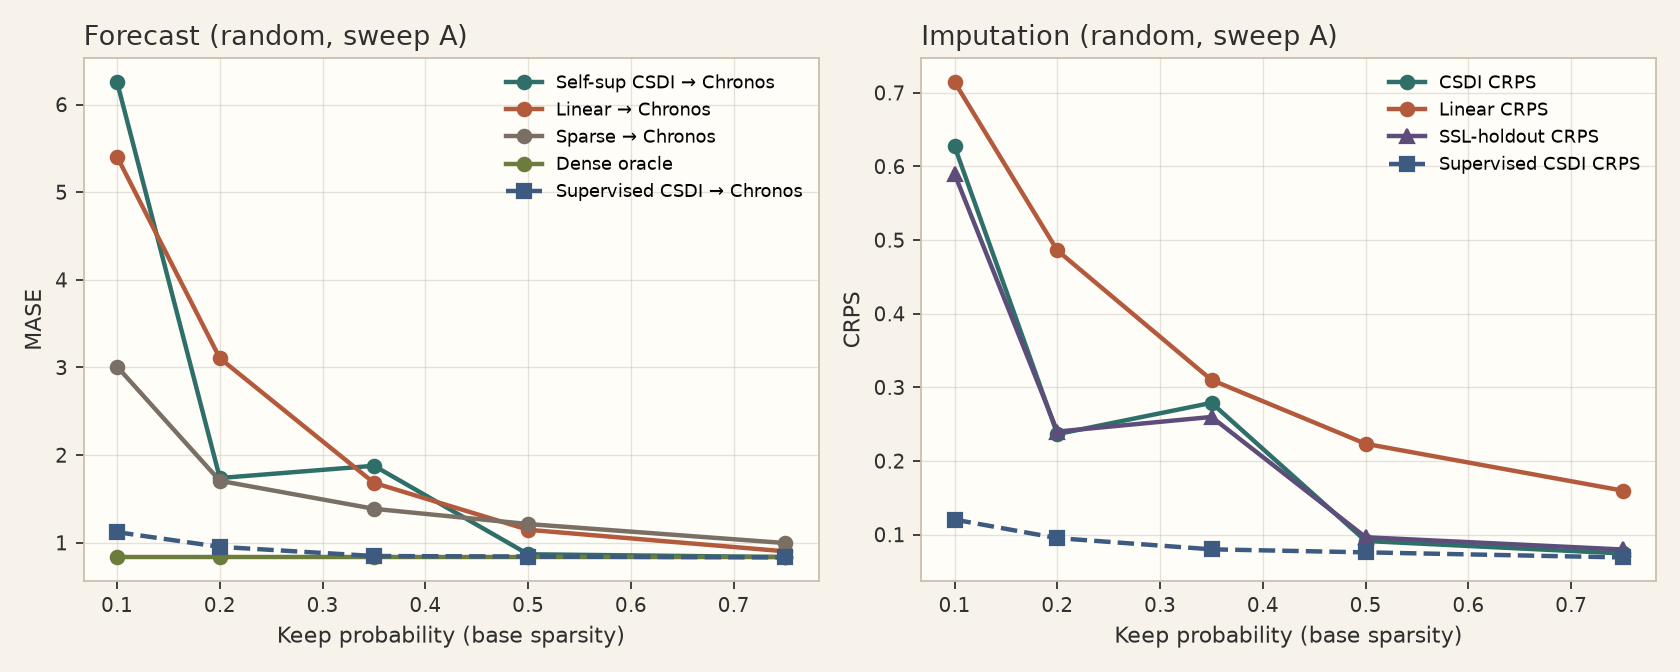 Forecast (random, sweep A)
MASE
6
5
4
3
2
1
0.1 0.2 0.3 0.4 0.5 0.6 0.7
Keep probability (base sparsity)
Self-sup CSDI → Chronos
Linear → Chronos
Sparse → Chronos
Dense oracle
Supervised CSDI → Chronos
Imputation (random, sweep A)
CRPS
0.7
0.6
0.5
0.4
0.3
0.2
0.1
0.1 0.2 0.3 0.4 0.5 0.6 0.7
Keep probability (base sparsity)
CSDI CRPS
Linear CRPS
SSL-holdout CRPS
Supervised CSDI CRPS